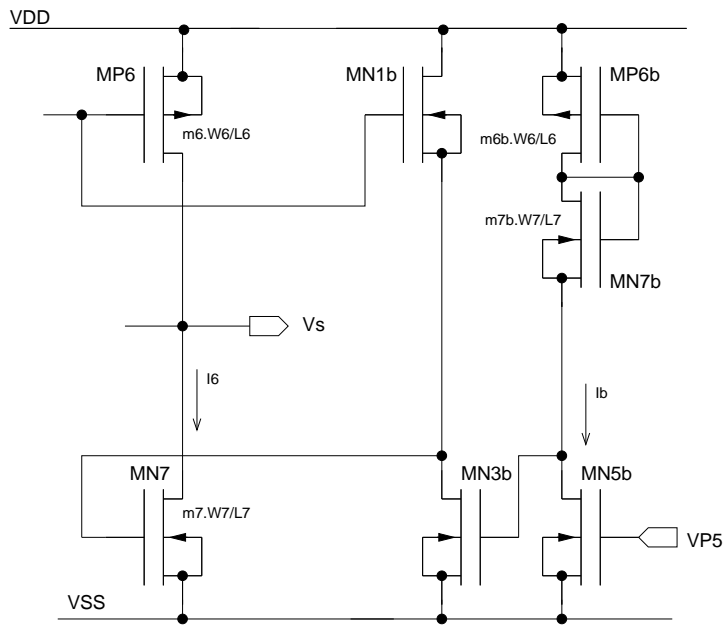 VDD
MP6
MN1b
MP6b
m6.W6/L6
m6b.W6/L6
m7b.W7/L7
MN7b
Vs
I6
Ib
MN7
MN3b
MN5b
m7.W7/L7
VP5
VSS